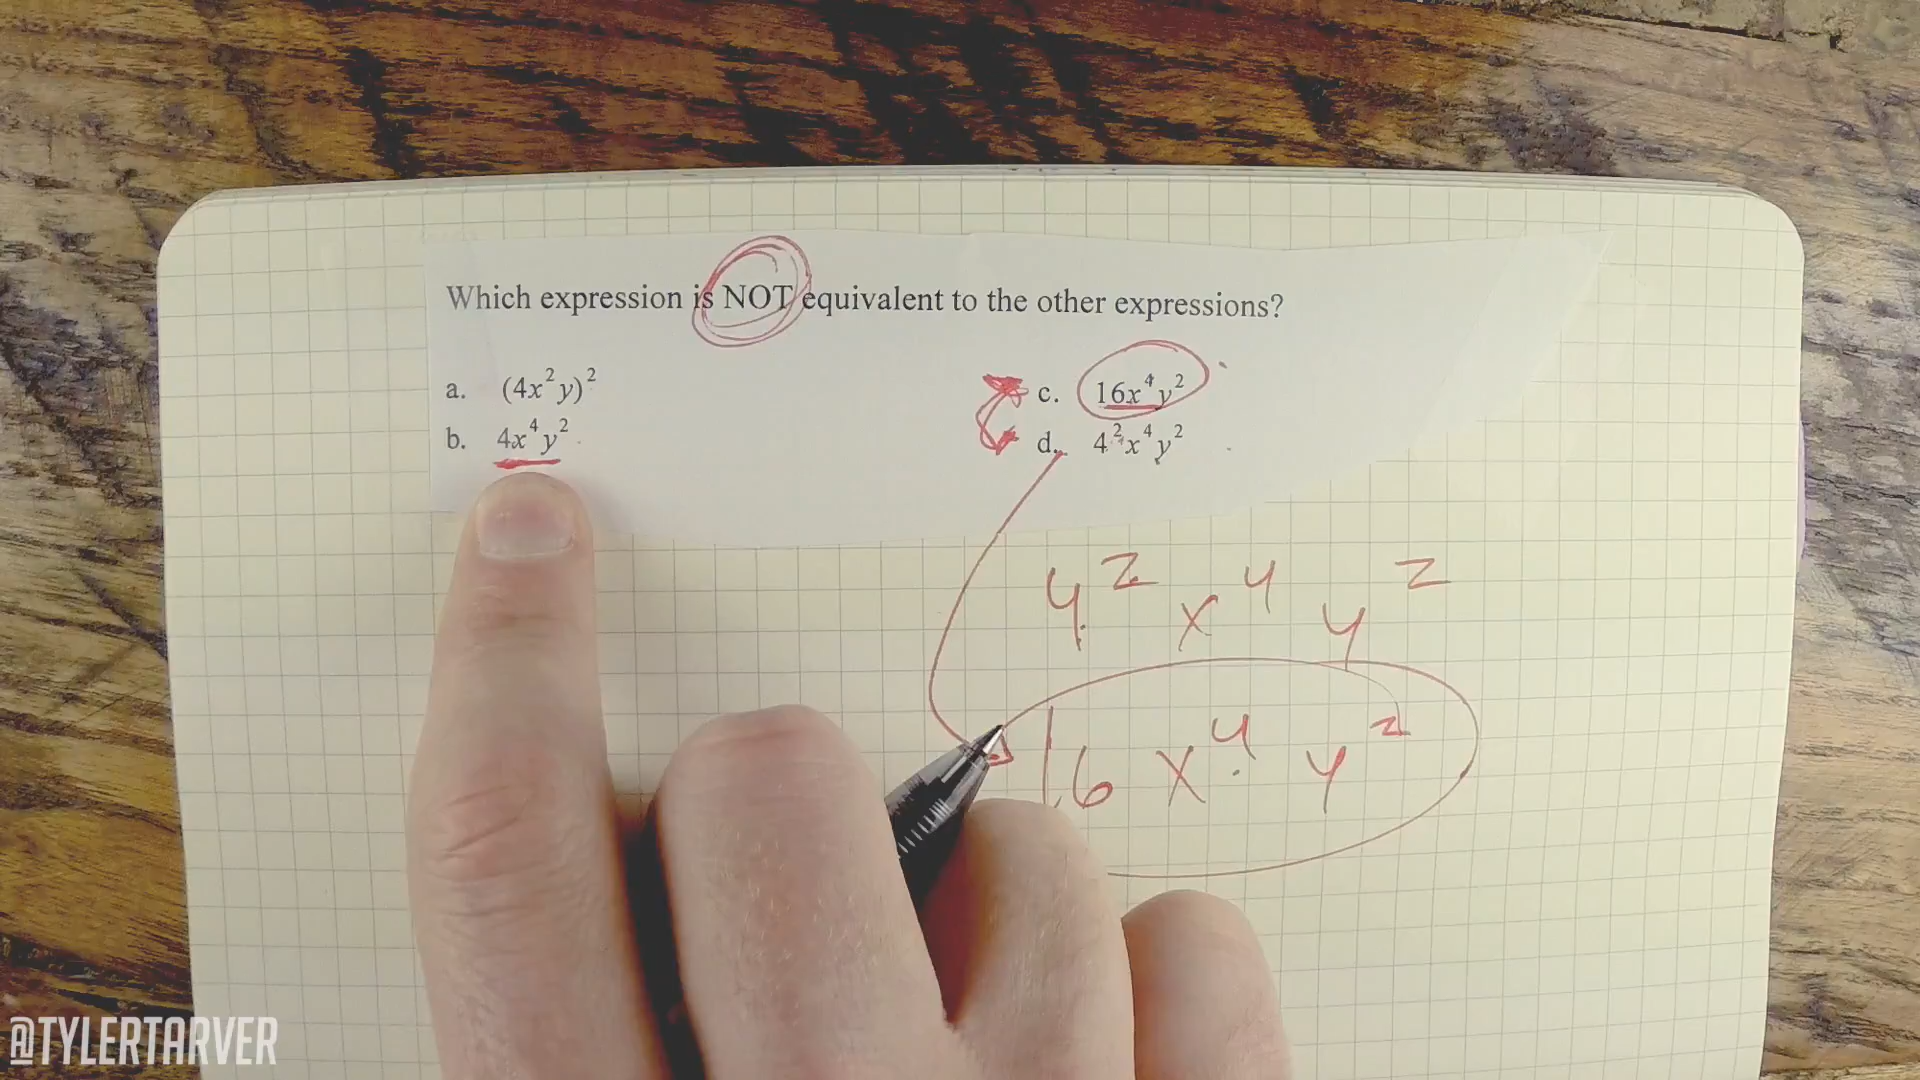 Which expression is NOT equivalent to the other expressions?
a. (4x²y)²
b. 4x⁴y²
c. 16x⁴y²
d. 4²x⁴y²
4² x⁴ y²
16 x⁴ y²
@TYLERTARVER